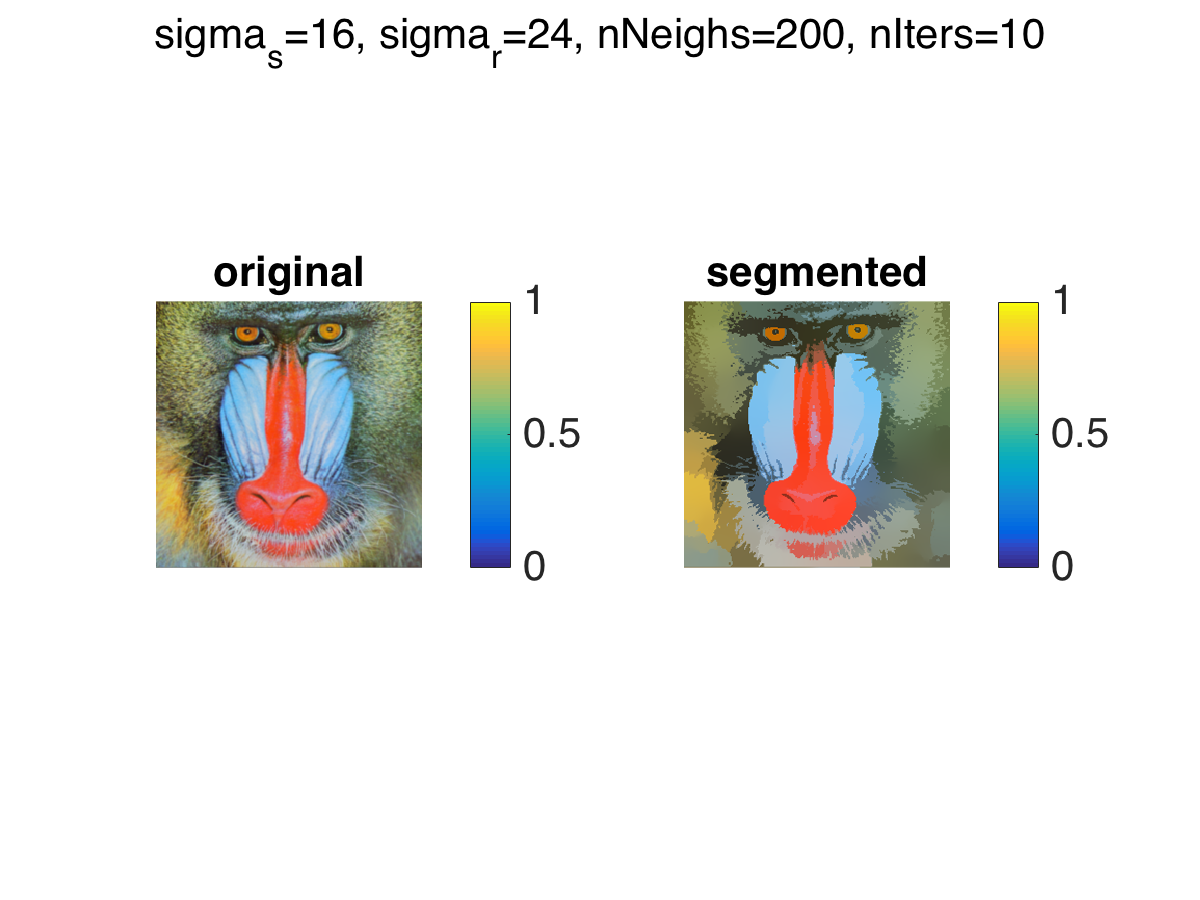 sigma_s=16, sigma_r=24, nNeighs=200, nIters=10
original
1
0.5
0
segmented
1
0.5
0